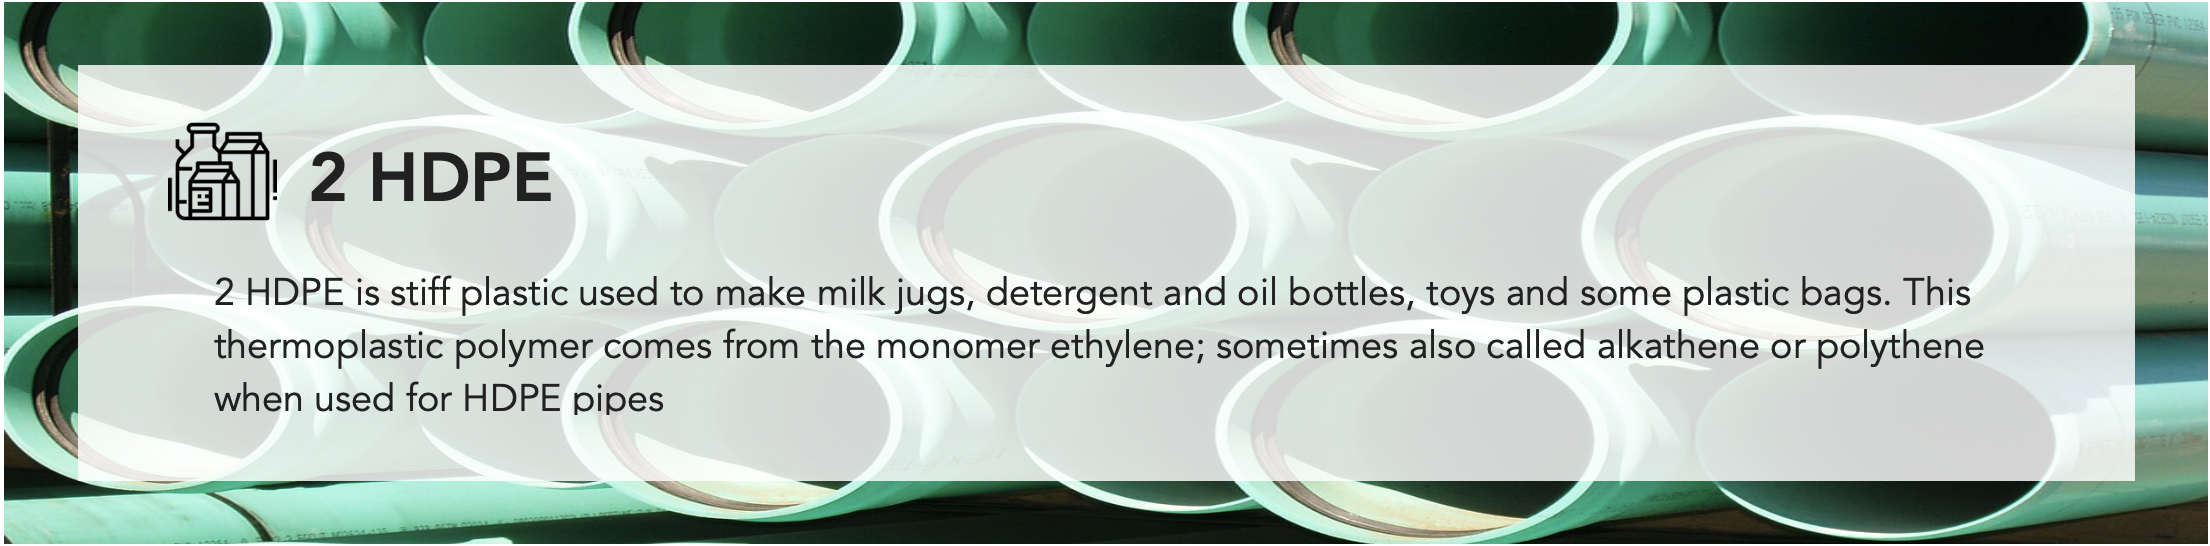 2 HDPE
2 HDPE is stiff plastic used to make milk jugs, detergent and oil bottles, toys and some plastic bags. This
thermoplastic polymer comes from the monomer ethylene; sometimes also called alkathene or polythene
when used for HDPE pipes